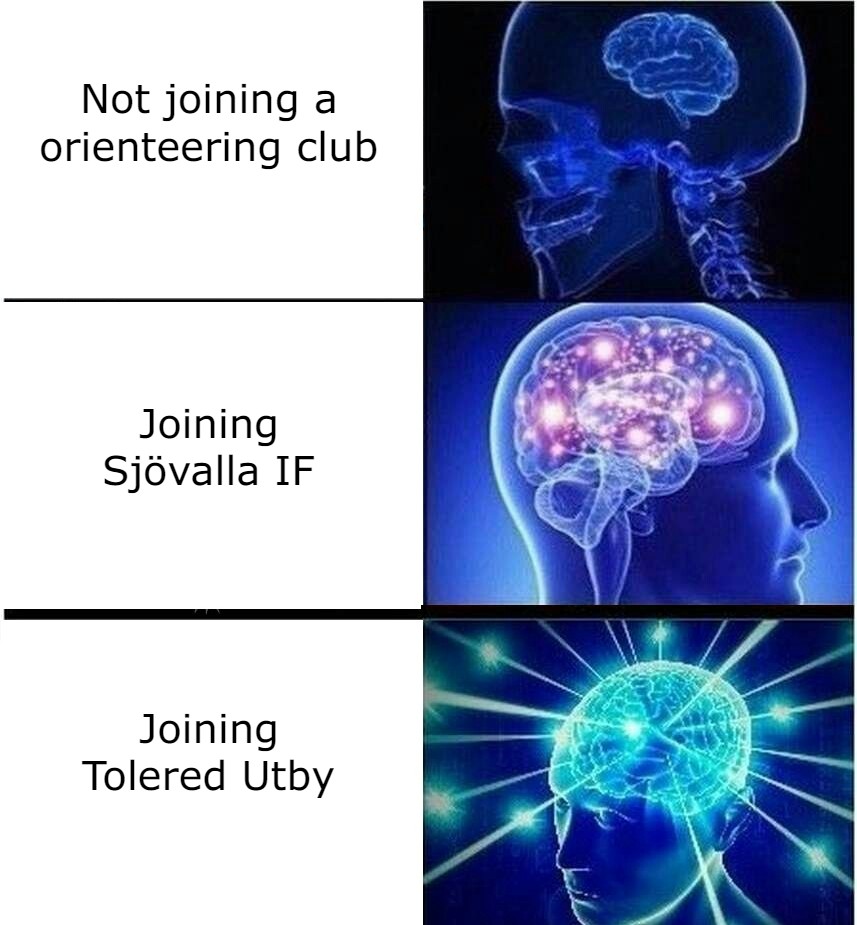 Not joining a
orienteering club
Joining
Sjövalla IF
Joining
Tolered Utby